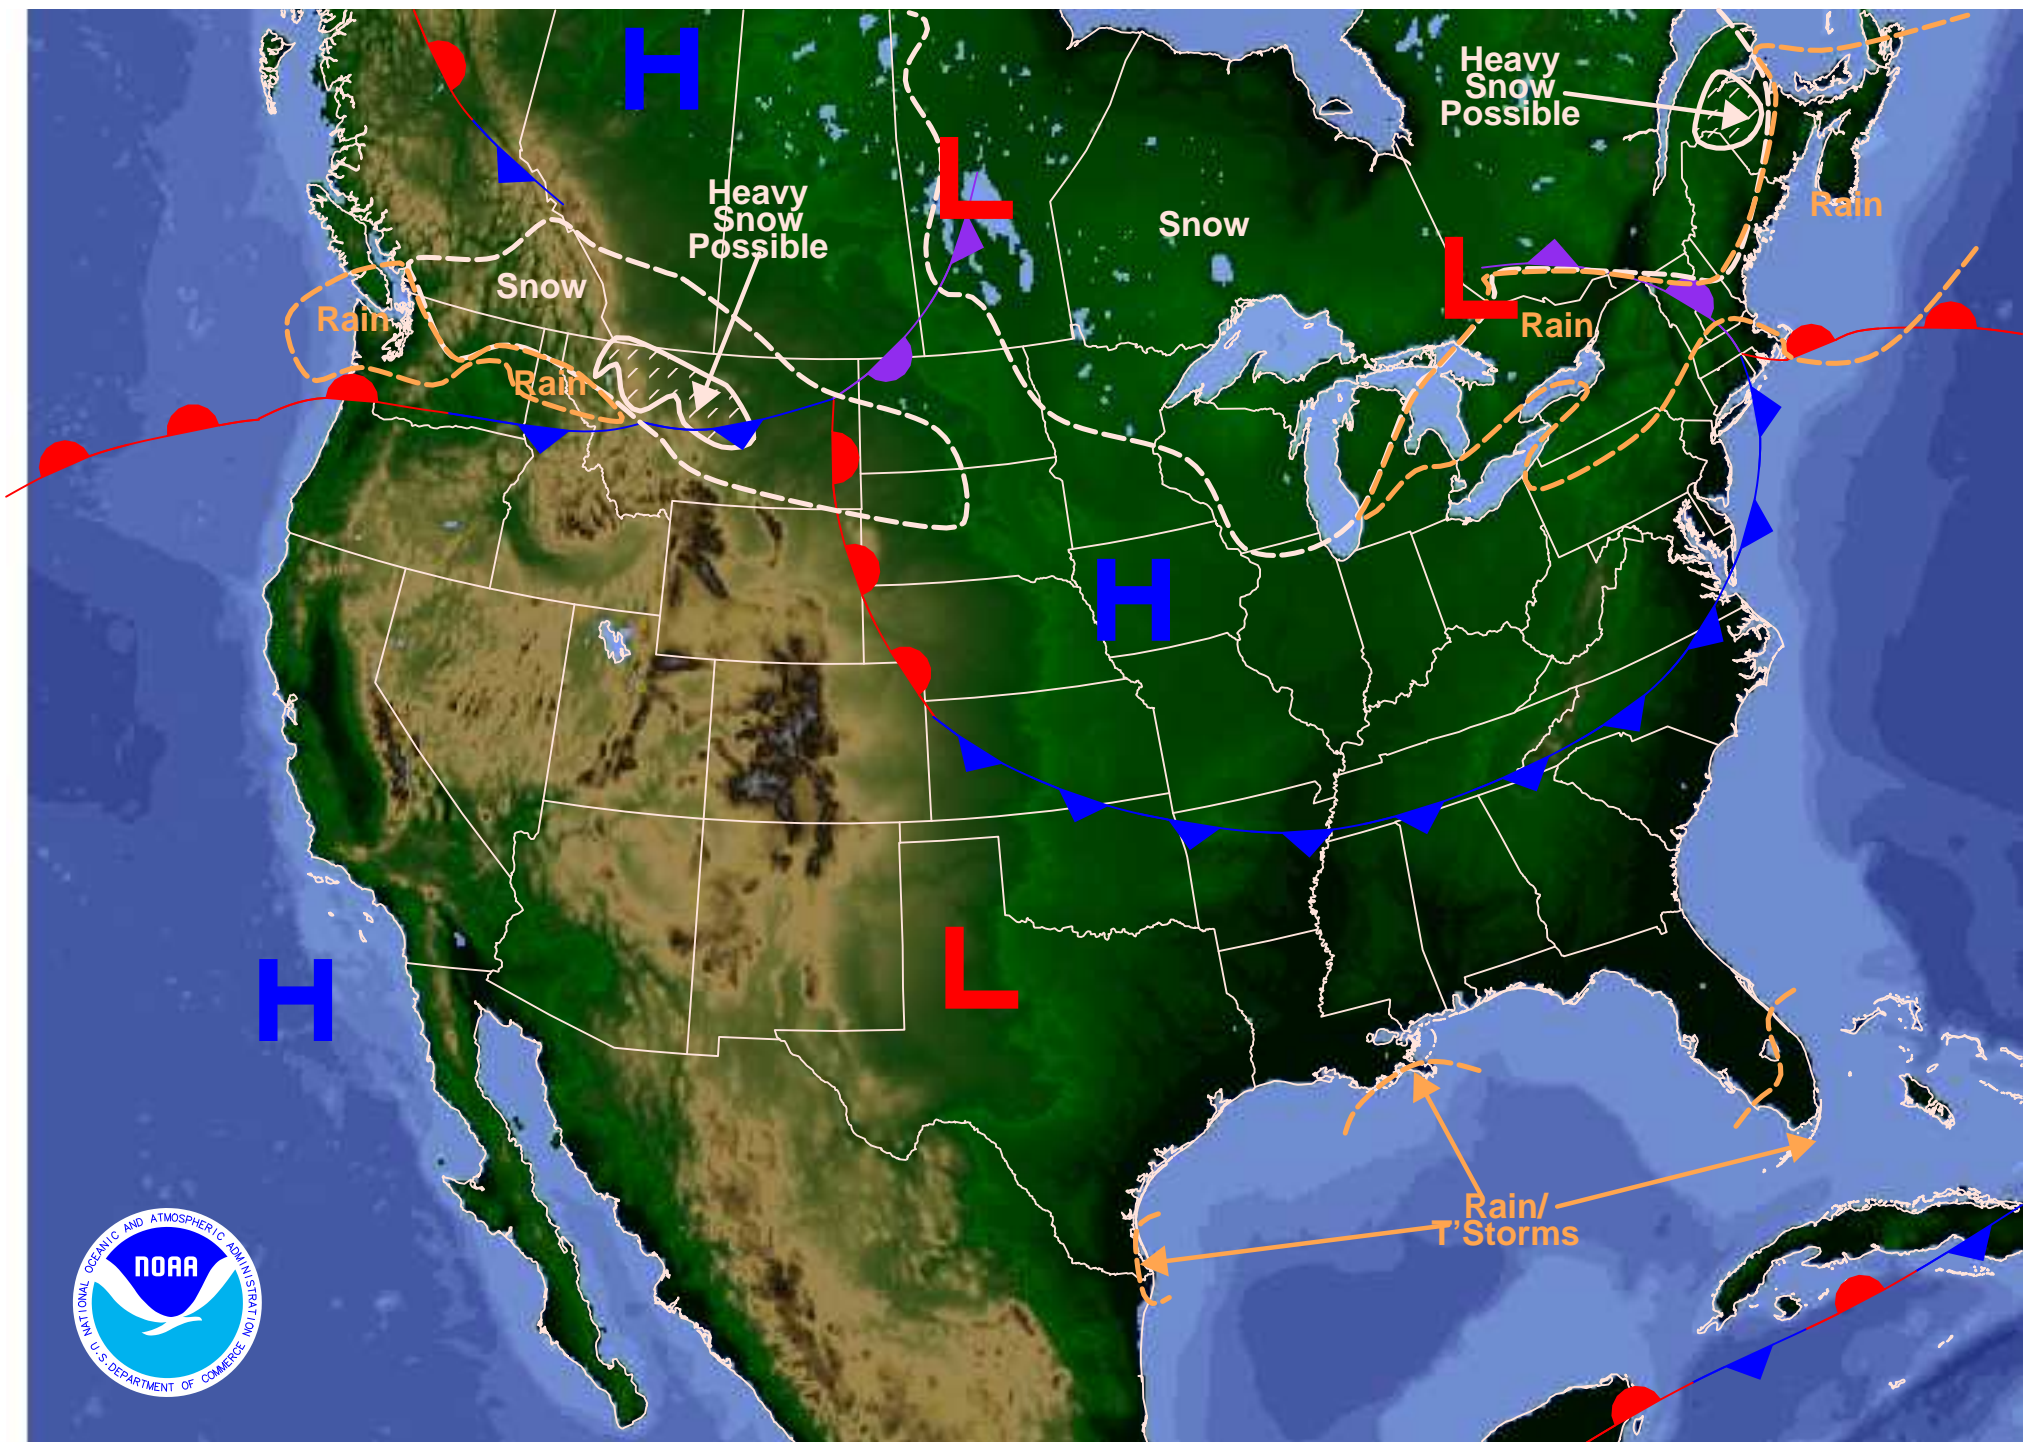 H
Heavy
Snow
Possible
L
Heavy
Snow
Possible
Rain
Snow
Snow
L
Rain
Rain
Rain
H
L
H
Rain/
T'Storms
NATIONAL OCEANIC AND ATMOSPHERIC ADMINISTRATION
NOAA
U.S. DEPARTMENT OF COMMERCE